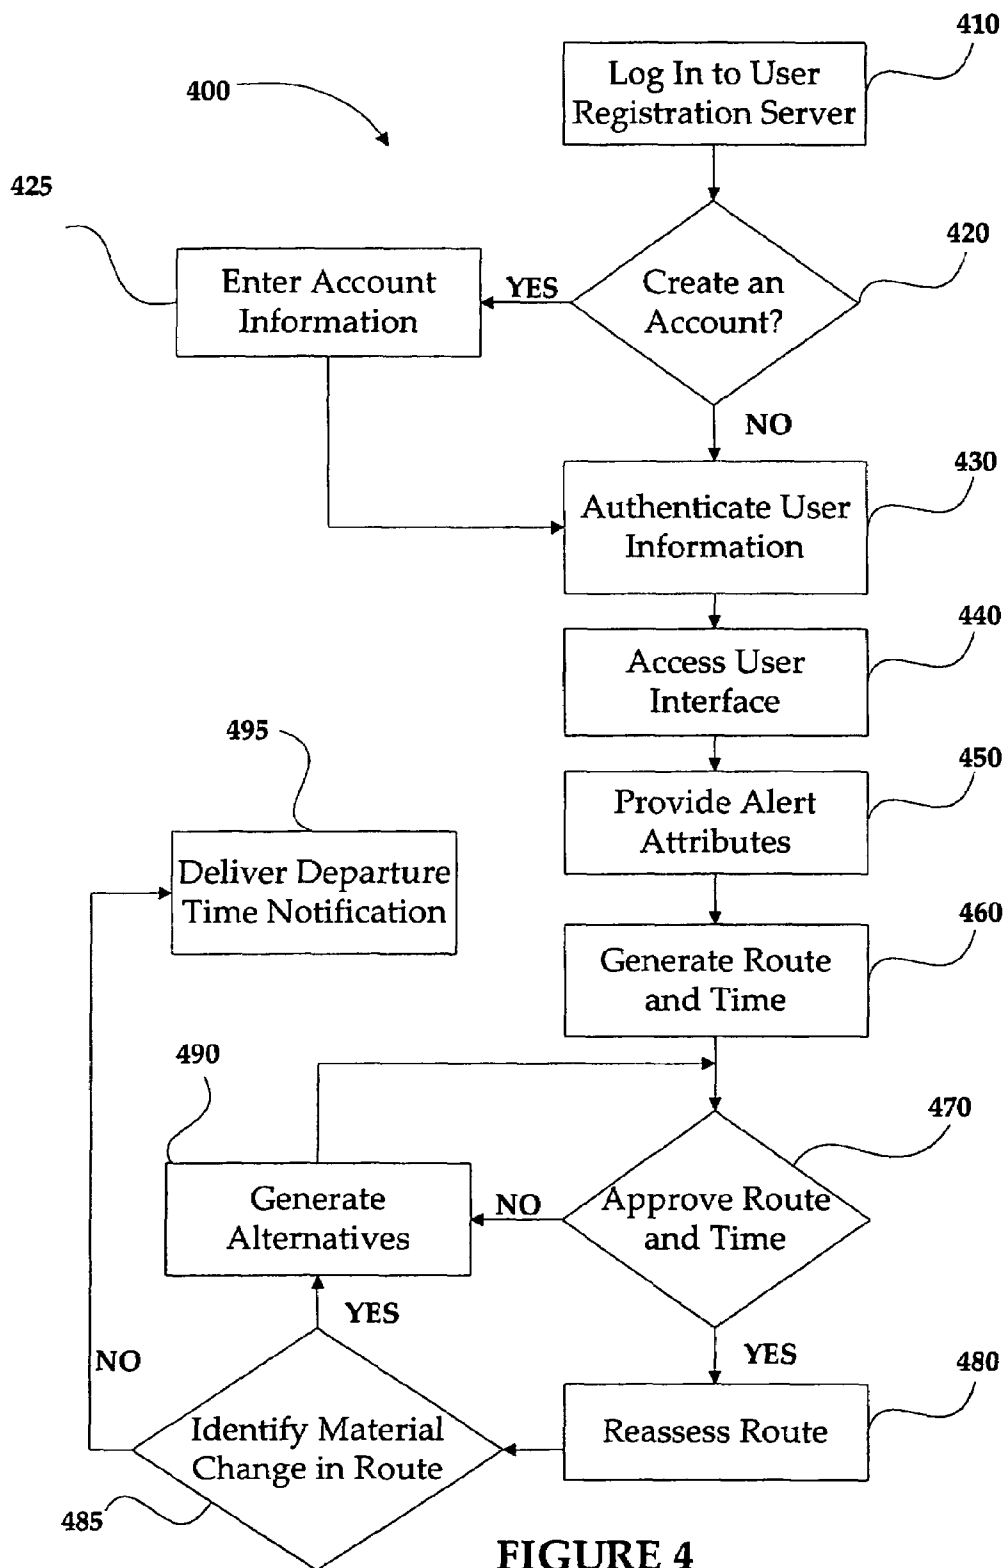 410
Log In to User
Registration Server
400
425
420
Enter Account
Information
YES
Create an
Account?
NO
430
Authenticate User
Information
440
Access User
Interface
495
450
Provide Alert
Attributes
Deliver Departure
Time Notification
460
Generate Route
and Time
490
470
Generate
Alternatives
NO
Approve Route
and Time
YES
NO
YES
480
Identify Material
Change in Route
Reassess Route
485
FIGURE 4